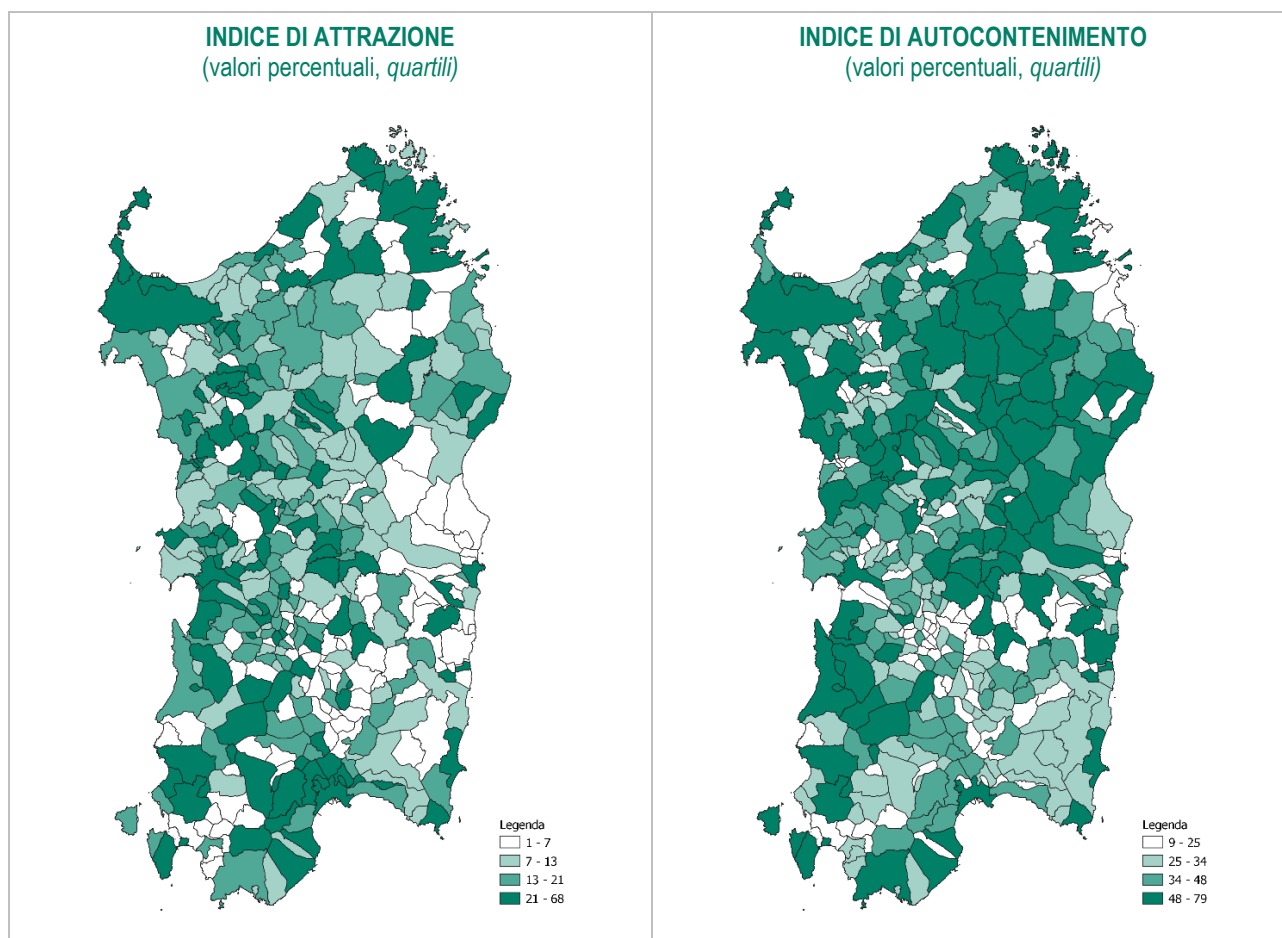 INDICE DI ATTRAZIONE
(valori percentuali, quartili)
Legenda
1 - 7
7 - 13
13 - 21
21 - 68
INDICE DI AUTOCONTENIMENTO
(valori percentuali, quartili)
Legenda
9 - 25
25 - 34
34 - 48
48 - 79